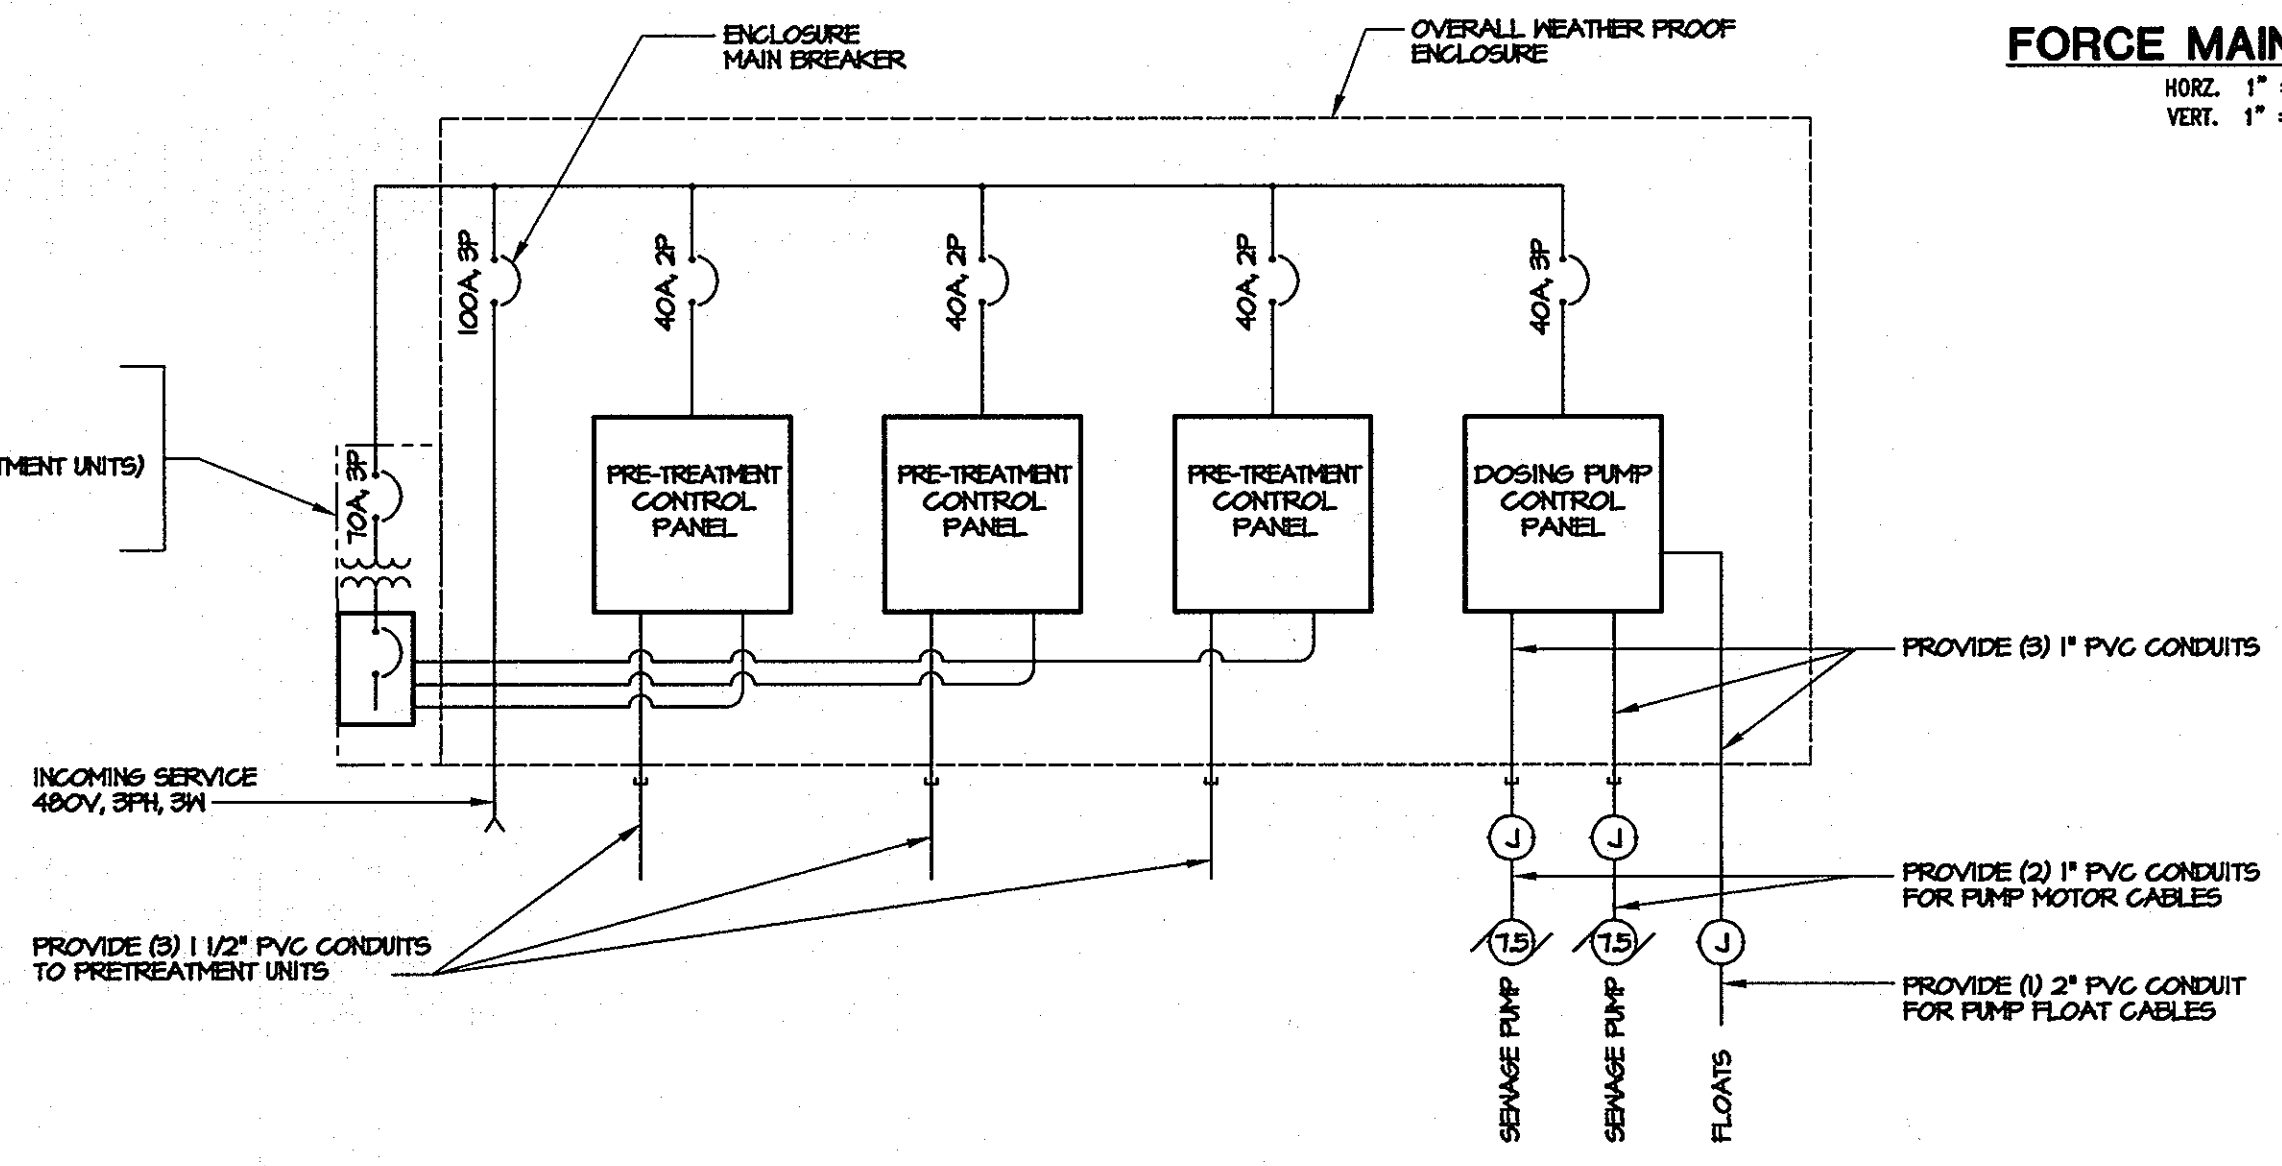 ENCLOSURE
MAIN BREAKER
OVERALL WEATHER PROOF
ENCLOSURE
FORCE MAIN
HORZ. 1" =
VERT. 1" =
100A, 3P
40A, 2P
40A, 2P
40A, 2P
40A, 3P
TMENT UNITS)
70A, 3P
PRE-TREATMENT
CONTROL
PANEL
PRE-TREATMENT
CONTROL
PANEL
PRE-TREATMENT
CONTROL
PANEL
DOSING PUMP
CONTROL
PANEL
PROVIDE (3) 1" PVC CONDUITS
INCOMING SERVICE
480V, 3PH, 3W
J
J
PROVIDE (2) 1" PVC CONDUITS
FOR PUMP MOTOR CABLES
PROVIDE (3) 1 1/2" PVC CONDUITS
TO PRETREATMENT UNITS
7.5
7.5
J
PROVIDE (1) 2" PVC CONDUIT
FOR PUMP FLOAT CABLES
SEWAGE PUMP
SEWAGE PUMP
FLOATS